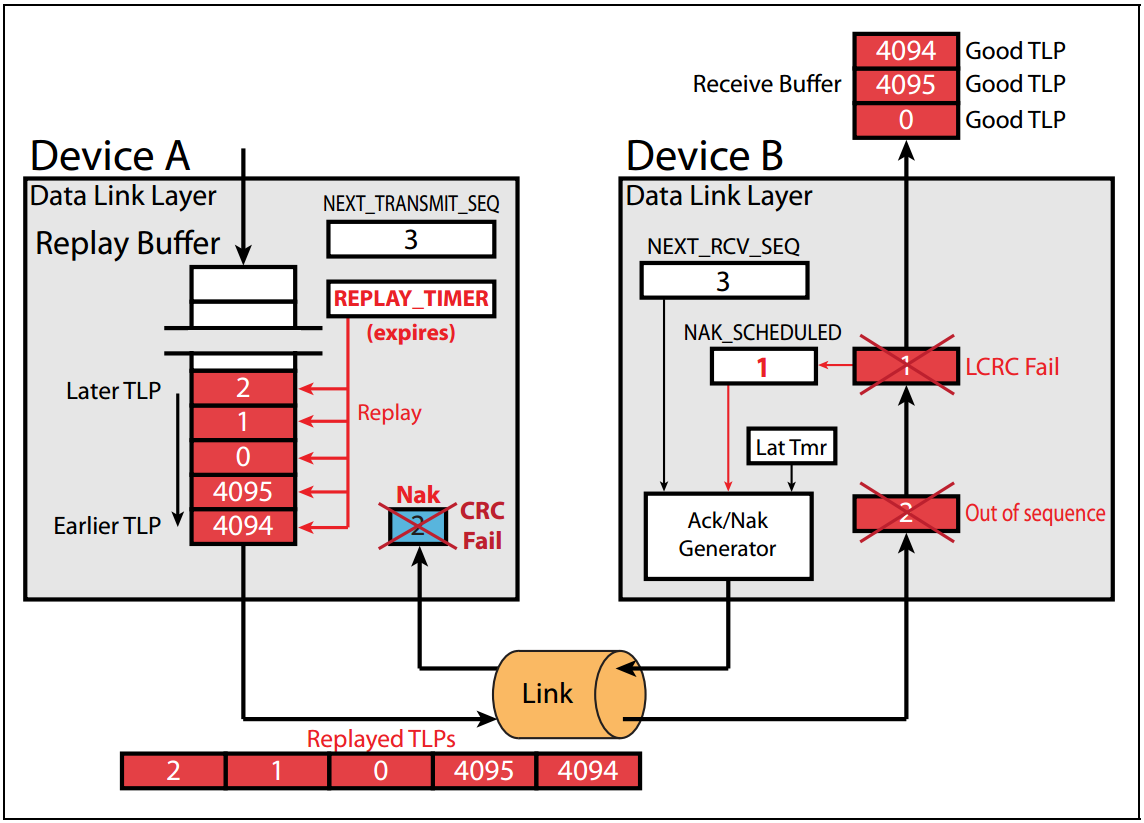 4094 Good TLP
Receive Buffer 4095 Good TLP
0 Good TLP
Device A
Data Link Layer
Replay Buffer
NEXT_TRANSMIT_SEQ
3
REPLAY_TIMER
(expires)
Later TLP
2
1
0
4095
Earlier TLP 4094
Replay
Nak
2
CRC
Fail
Device B
Data Link Layer
NEXT_RCV_SEQ
3
NAK_SCHEDULED
1
1
LCRC Fail
Lat Tmr
Ack/Nak
Generator
2
Out of sequence
Link
Replayed TLPs
2 1 0 4095 4094